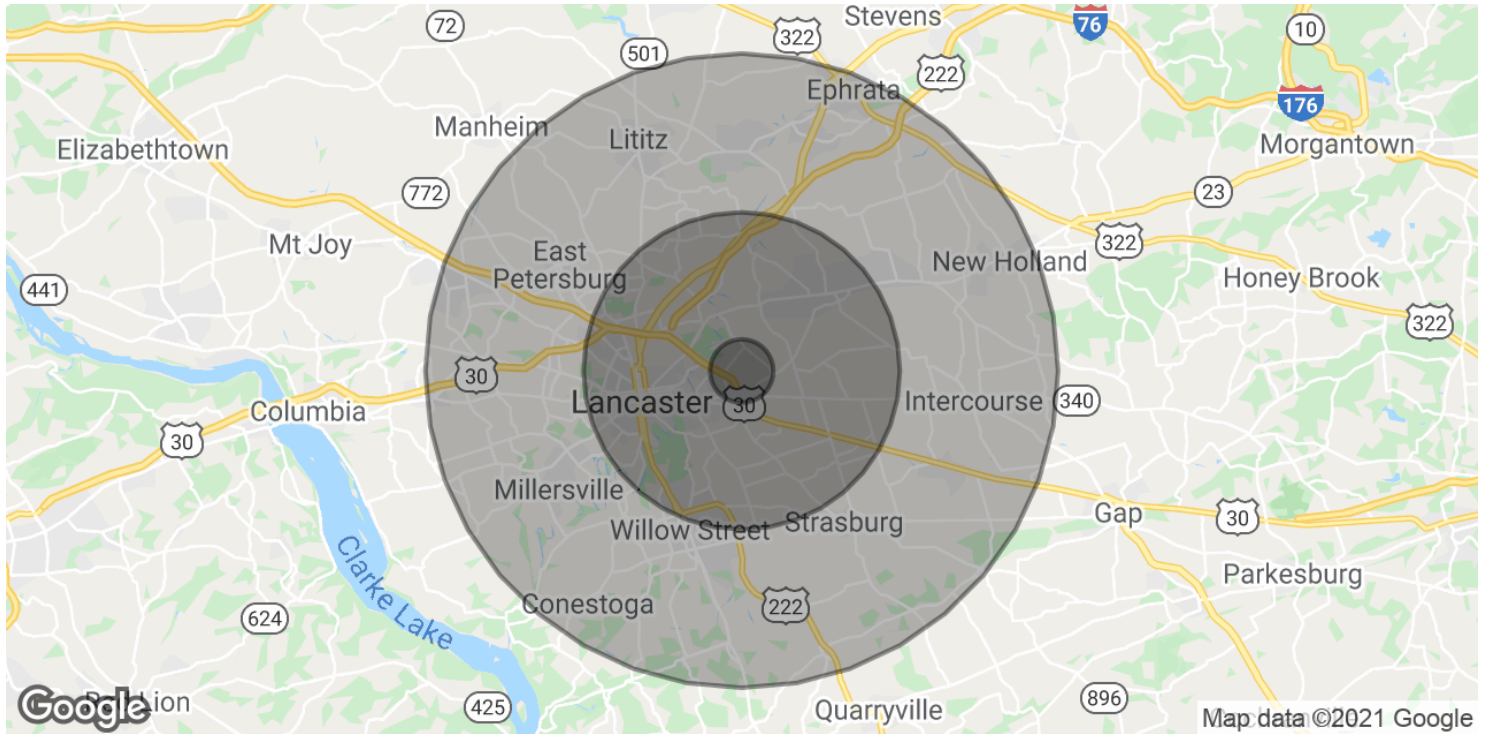 Stevens
72
322
76
10
501
222
Ephrata
176
Manheim
Lititz
Elizabethtown
Morgantown
772
23
Mt Joy
322
East
Petersburg
New Holland
Honey Brook
441
322
30
Lancaster
30
Intercourse
340
Columbia
30
Millersville
Willow Street
Strasburg
Gap
30
Clarke Lake
Parkesburg
Conestoga
222
624
Google
Lion
425
Quarryville
896
Map data ©2021 Google